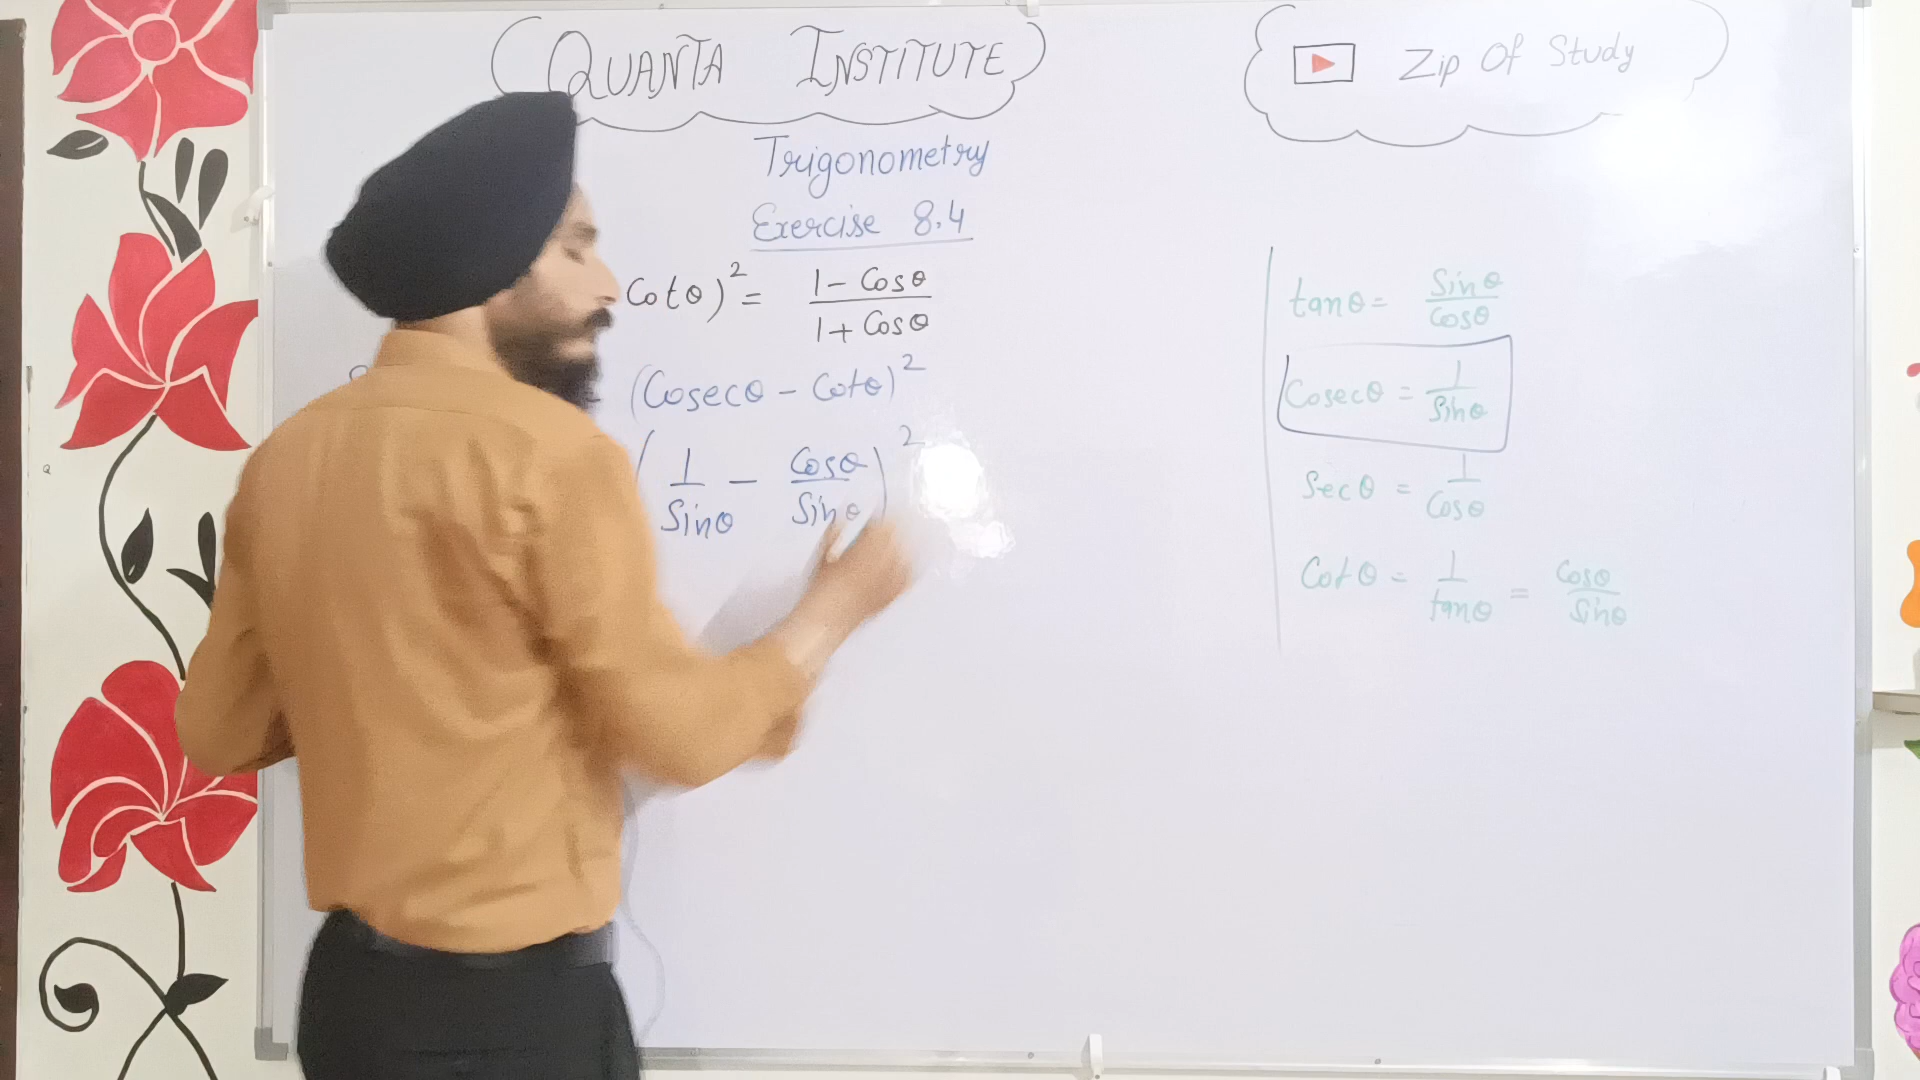 QUANTA INSTITUTE
Zip Of Study
Trigonometry
Exercise 8.4
Cotθ)² = (1 - Cosθ)/(1 + Cosθ)
(Cosecθ - Cotθ)²
(1/Sinθ - Cosθ/Sinθ)²
tanθ = Sinθ/Cosθ
Cosecθ = 1/Sinθ
Secθ = 1/Cosθ
Cotθ = 1/tanθ = Cosθ/Sinθ